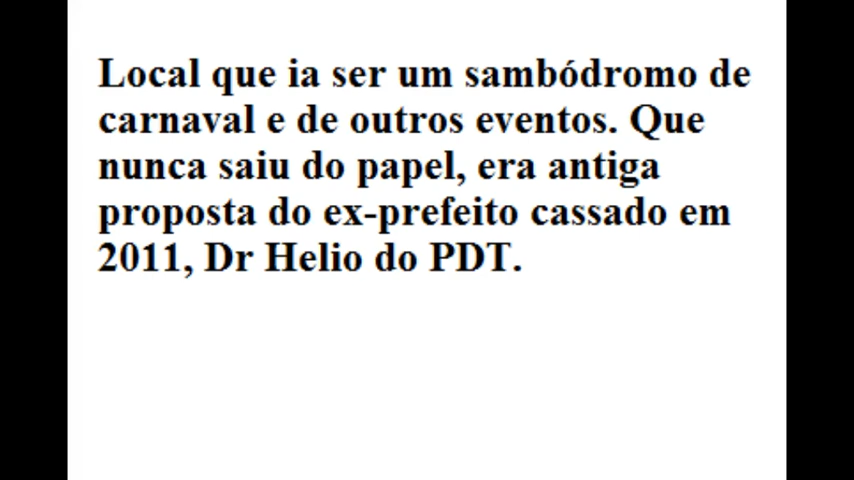 Local que ia ser um sambódromo de
carnaval e de outros eventos. Que
nunca saiu do papel, era antiga
proposta do ex-prefeito cassado em
2011, Dr Helio do PDT.